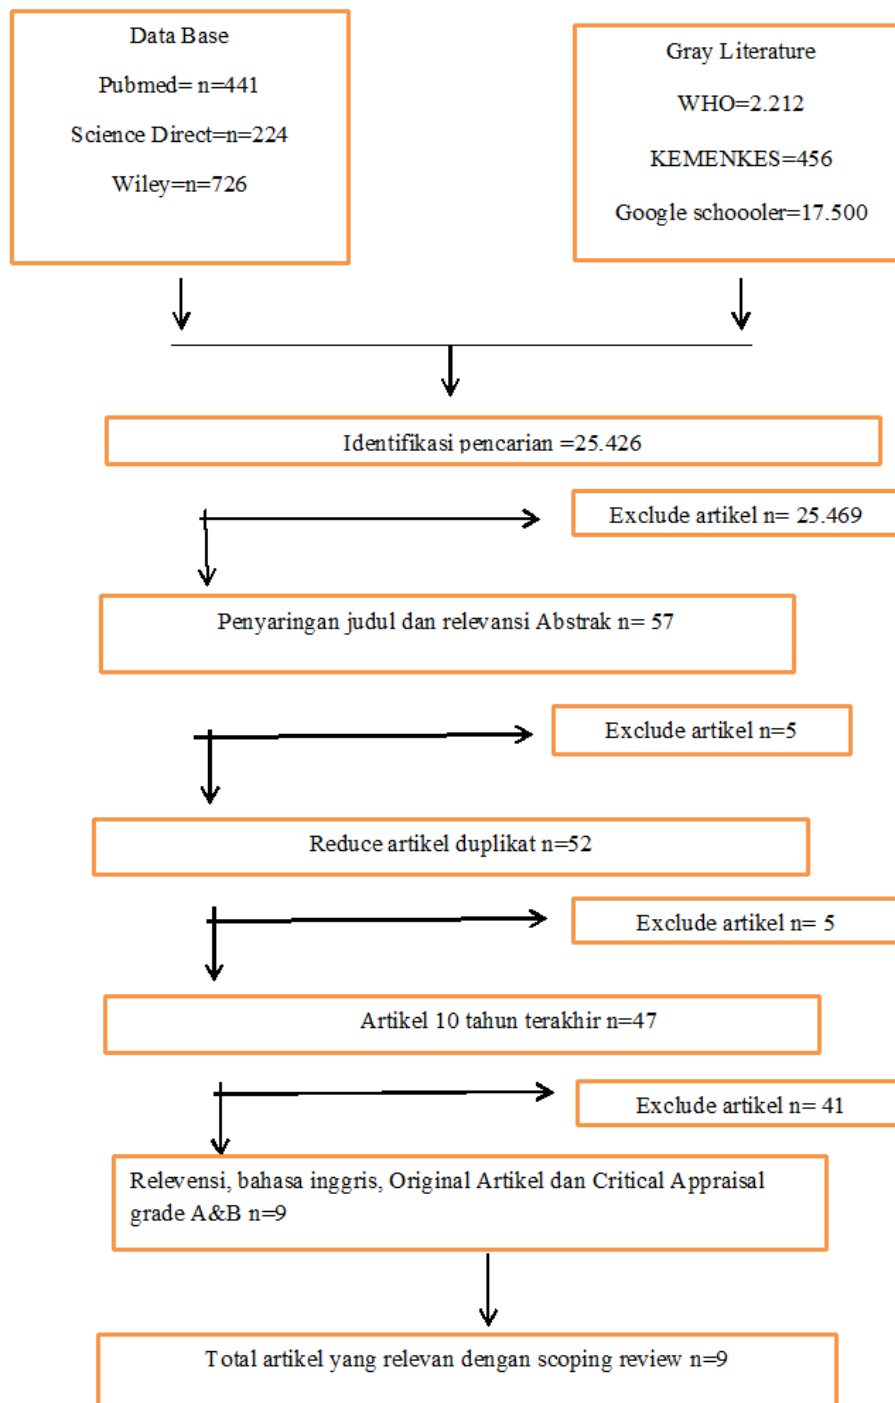 Data Base
Pubmed= n=441
Science Direct=n=224
Wiley=n=726
Gray Literature
WHO=2.212
KEMENKES=456
Google schoooler=17.500
Identifikasi pencarian =25.426
Exclude artikel n= 25.469
Penyaringan judul dan relevansi Abstrak n= 57
Exclude artikel n=5
Reduce artikel duplikat n=52
Exclude artikel n= 5
Artikel 10 tahun terakhir n=47
Exclude artikel n= 41
Relevensi, bahasa inggris, Original Artikel dan Critical Appraisal
grade A&B n=9
Total artikel yang relevan dengan scoping review n=9